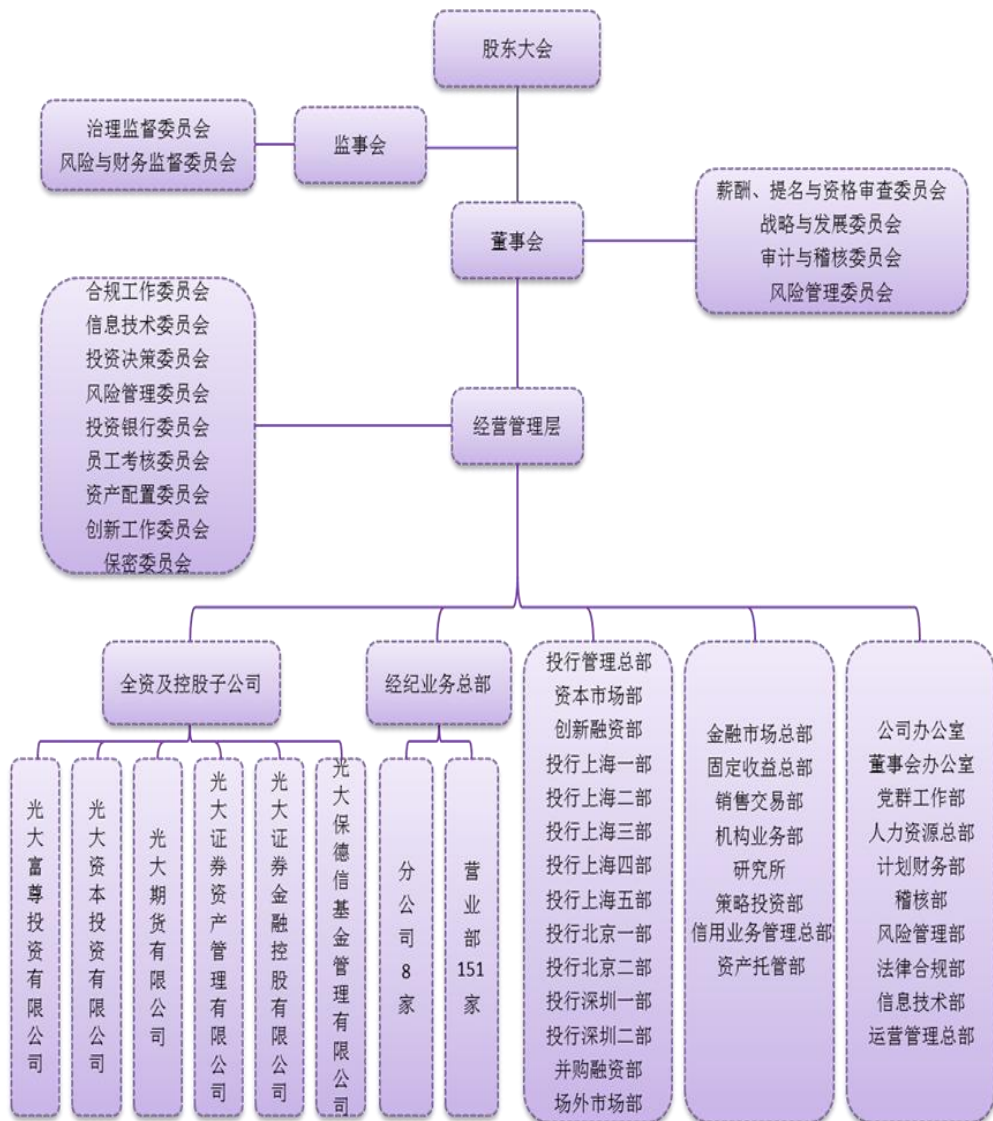 股东大会
治理监督委员会
风险与财务监督委员会
监事会
薪酬、提名与资格审查委员会
战略与发展委员会
审计与稽核委员会
风险管理委员会
董事会
合规工作委员会
信息技术委员会
投资决策委员会
风险管理委员会
投资银行委员会
员工考核委员会
资产配置委员会
创新工作委员会
保密委员会
经营管理层
全资及控股子公司
经纪业务总部
光大富尊投资有限公司
光大资本投资有限公司
光大期货有限公司
光大证券资产管理有限公司
光大证券金融控股有限公司
光大保德信基金管理有限公司
分公司8家
营业部151家
投行管理总部
资本市场部
创新融资部
投行上海一部
投行上海二部
投行上海三部
投行上海四部
投行上海五部
投行北京一部
投行北京二部
投行深圳一部
投行深圳二部
并购融资部
场外市场部
金融市场总部
固定收益总部
销售交易部
机构业务部
研究所
策略投资部
信用业务管理总部
资产托管部
公司办公室
董事会办公室
党群工作部
人力资源总部
计划财务部
稽核部
风险管理部
法律合规部
信息技术部
运营管理总部